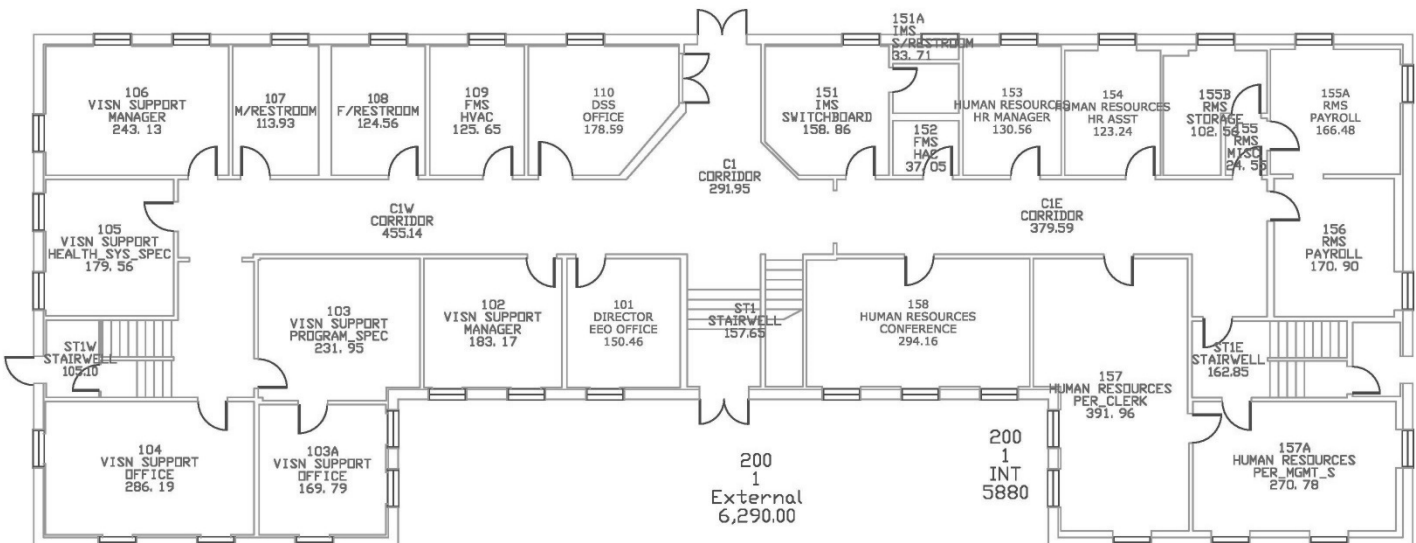 151A
IMS
S/RESTROOM
33. 71
106
VISN SUPPORT
MANAGER
243. 13
107
M/RESTROOM
113.93
108
F/RESTROOM
124.56
109
FMS
HVAC
125. 65
110
DSS
OFFICE
178.59
151
IMS
SWITCHBOARD
158. 86
152
FMS
HAC
37. 05
153
HUMAN RESOURCES
HR MANAGER
130.56
154
HUMAN RESOURCES
HR ASST
123.24
155B
RMS
STORAGE
102. 56
155
RMS
MISC
24. 56
155A
RMS
PAYROLL
166.48
C1
CORRIDOR
291.95
C1W
CORRIDOR
455.14
C1E
CORRIDOR
379.59
105
VISN SUPPORT
HEALTH_SYS_SPEC
179. 56
156
RMS
PAYROLL
170. 90
103
VISN SUPPORT
PROGRAM_SPEC
231. 95
102
VISN SUPPORT
MANAGER
183. 17
101
DIRECTOR
EEO OFFICE
150.46
ST1
STAIRWELL
157.65
158
HUMAN RESOURCES
CONFERENCE
294.16
ST1W
STAIRWELL
105.10
ST1E
STAIRWELL
162.85
157
HUMAN RESOURCES
PER_CLERK
391. 96
104
VISN SUPPORT
OFFICE
286. 19
103A
VISN SUPPORT
OFFICE
169. 79
200
1
External
6,290.00
200
1
INT
5880
157A
HUMAN RESOURCES
PER_MGMT_S
270. 78